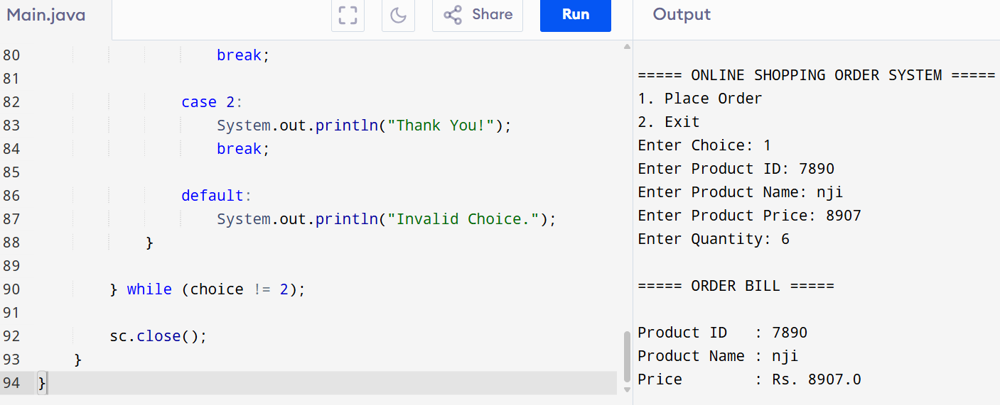 Main.java
Share
Run
Output
80 break;
81
82 case 2:
83 System.out.println("Thank You!");
84 break;
85
86 default:
87 System.out.println("Invalid Choice.");
88 }
89
90 } while (choice != 2);
91
92 sc.close();
93 }
94 }
===== ONLINE SHOPPING ORDER SYSTEM =====
1. Place Order
2. Exit
Enter Choice: 1
Enter Product ID: 7890
Enter Product Name: nji
Enter Product Price: 8907
Enter Quantity: 6
===== ORDER BILL =====
Product ID   : 7890
Product Name : nji
Price        : Rs. 8907.0